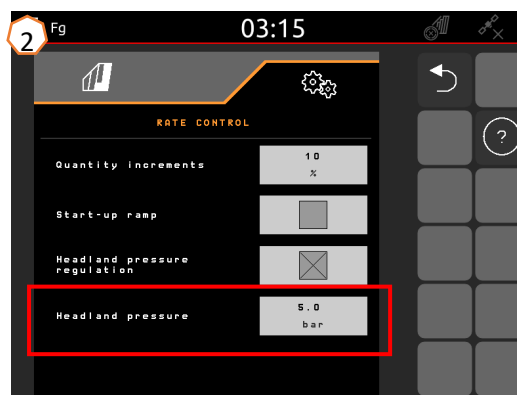 2
Fg
03:15
RATE CONTROL
Quantity increments
10
%
Start-up ramp
Headland pressure
regulation
Headland pressure
5.0
bar
?